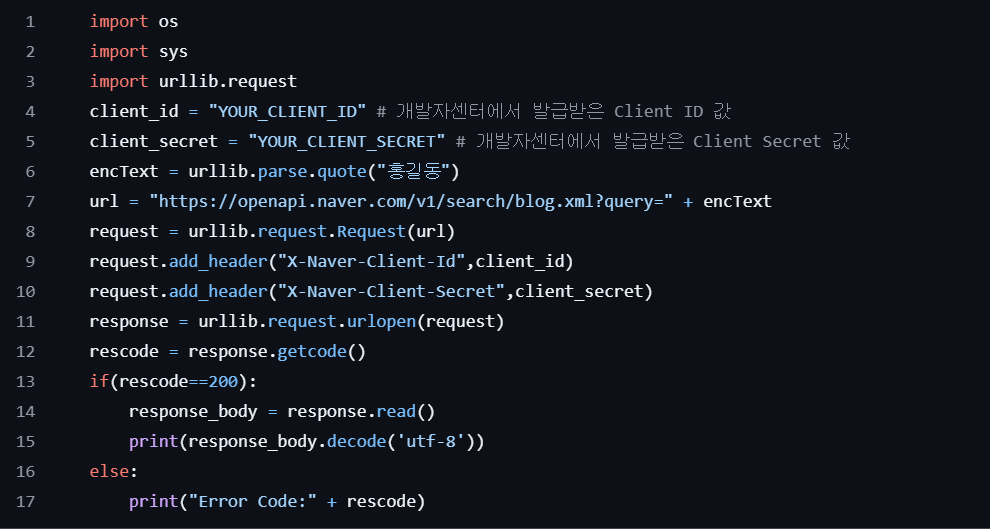 1 import os
2 import sys
3 import urllib.request
4 client_id = "YOUR_CLIENT_ID" # 개발자센터에서 발급받은 Client ID 값
5 client_secret = "YOUR_CLIENT_SECRET" # 개발자센터에서 발급받은 Client Secret 값
6 encText = urllib.parse.quote("홍길동")
7 url = "https://openapi.naver.com/v1/search/blog.xml?query=" + encText
8 request = urllib.request.Request(url)
9 request.add_header("X-Naver-Client-Id",client_id)
10 request.add_header("X-Naver-Client-Secret",client_secret)
11 response = urllib.request.urlopen(request)
12 rescode = response.getcode()
13 if(rescode==200):
14     response_body = response.read()
15     print(response_body.decode('utf-8'))
16 else:
17     print("Error Code:" + rescode)